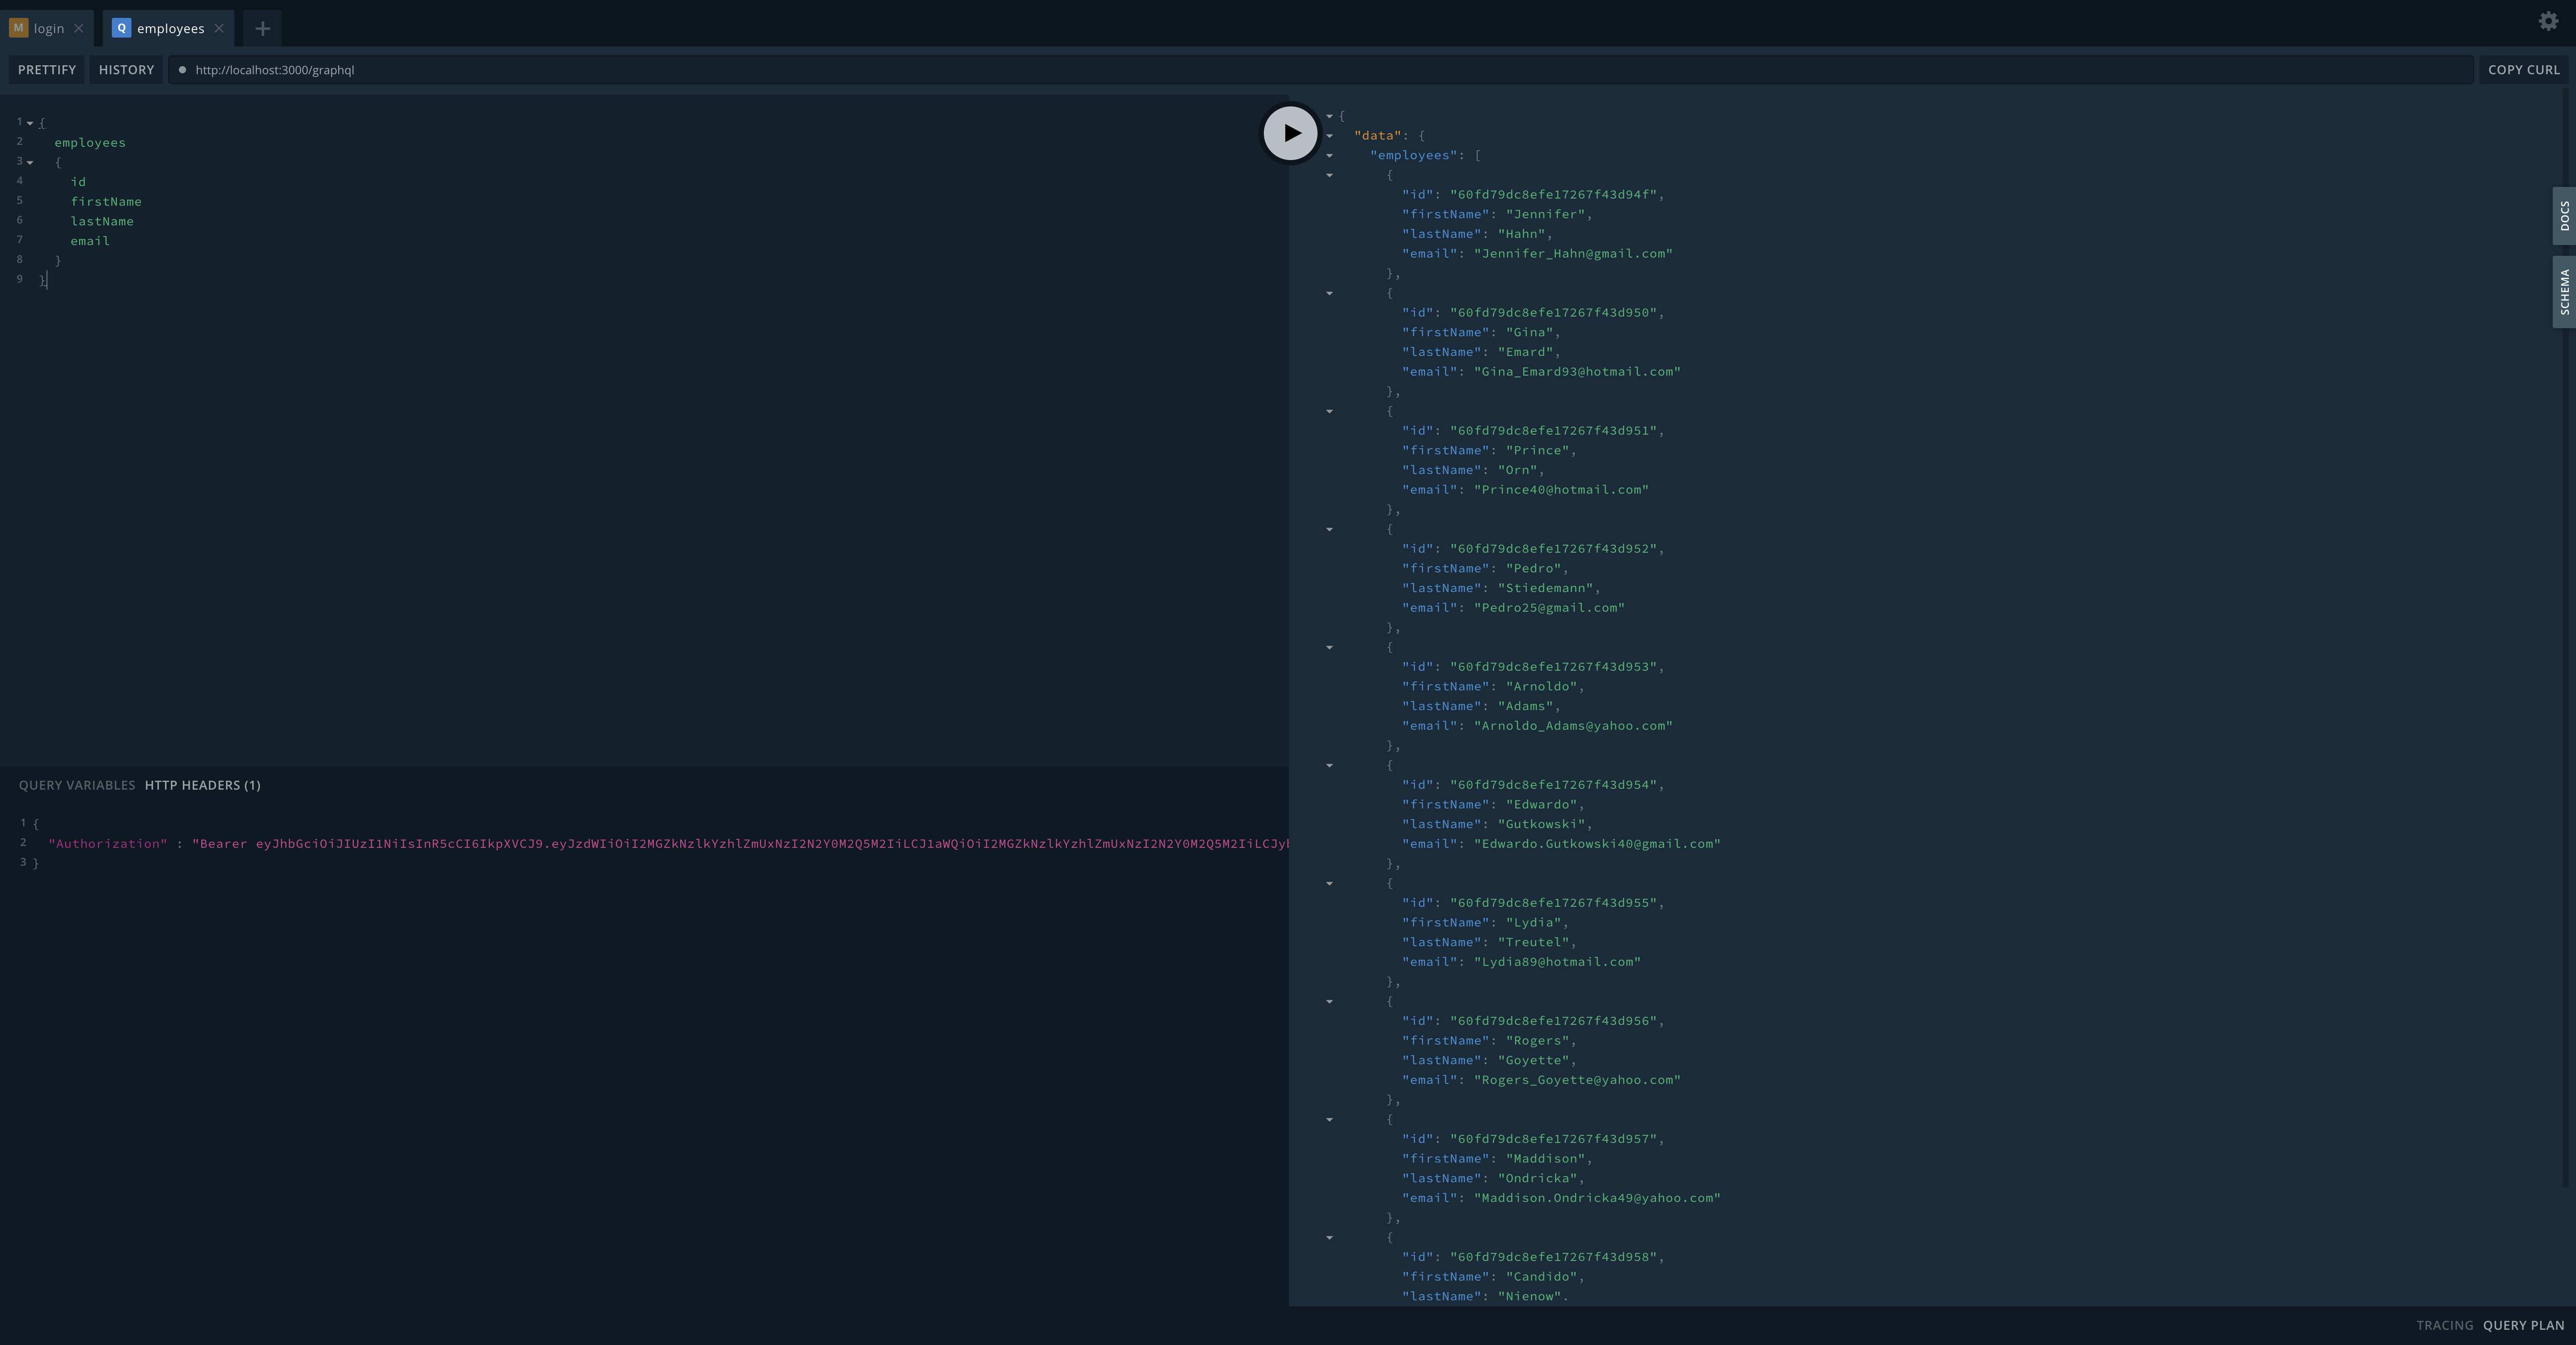 M login × Q employees × +
PRETTIFY HISTORY http://localhost:3000/graphql COPY CURL
1 {
2 employees
3 {
4 id
5 firstName
6 lastName
7 email
8 }
9 }
QUERY VARIABLES HTTP HEADERS (1)
1 {
2 "Authorization" : "Bearer eyJhbGciOiJIUzI1NiIsInR5cCI6IkpXVCJ9.eyJzdWIiOiI2MGZkNzlkYzhlZmUxNzI2N2Y0M2Q5M2IiLCJ1aWQiOiI2MGZkNzlkYzhlZmUxNzI2N2Y0M2Q5M2IiLCJy
3 }
{
"data": {
"employees": [
{
"id": "60fd79dc8efe17267f43d94f",
"firstName": "Jennifer",
"lastName": "Hahn",
"email": "Jennifer_Hahn@gmail.com"
},
{
"id": "60fd79dc8efe17267f43d950",
"firstName": "Gina",
"lastName": "Emard",
"email": "Gina_Emard93@hotmail.com"
},
{
"id": "60fd79dc8efe17267f43d951",
"firstName": "Prince",
"lastName": "Orn",
"email": "Prince40@hotmail.com"
},
{
"id": "60fd79dc8efe17267f43d952",
"firstName": "Pedro",
"lastName": "Stiedemann",
"email": "Pedro25@gmail.com"
},
{
"id": "60fd79dc8efe17267f43d953",
"firstName": "Arnoldo",
"lastName": "Adams",
"email": "Arnoldo_Adams@yahoo.com"
},
{
"id": "60fd79dc8efe17267f43d954",
"firstName": "Edwardo",
"lastName": "Gutkowski",
"email": "Edwardo.Gutkowski40@gmail.com"
},
{
"id": "60fd79dc8efe17267f43d955",
"firstName": "Lydia",
"lastName": "Treutel",
"email": "Lydia89@hotmail.com"
},
{
"id": "60fd79dc8efe17267f43d956",
"firstName": "Rogers",
"lastName": "Goyette",
"email": "Rogers_Goyette@yahoo.com"
},
{
"id": "60fd79dc8efe17267f43d957",
"firstName": "Maddison",
"lastName": "Ondricka",
"email": "Maddison.Ondricka49@yahoo.com"
},
{
"id": "60fd79dc8efe17267f43d958",
"firstName": "Candido",
"lastName": "Nienow",
DOCS
SCHEMA
TRACING QUERY PLAN